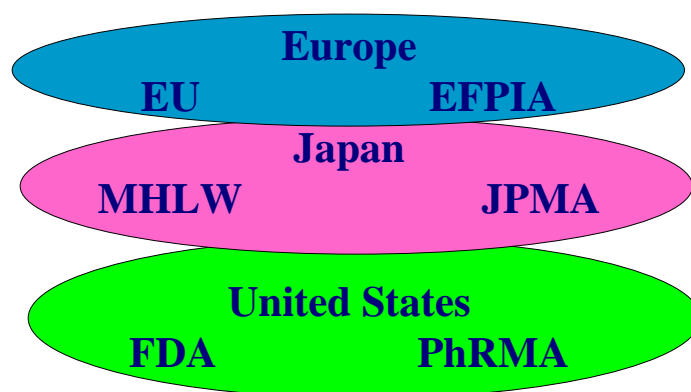 Europe
EU EFPIA
Japan
MHLW JPMA
United States
FDA PhRMA